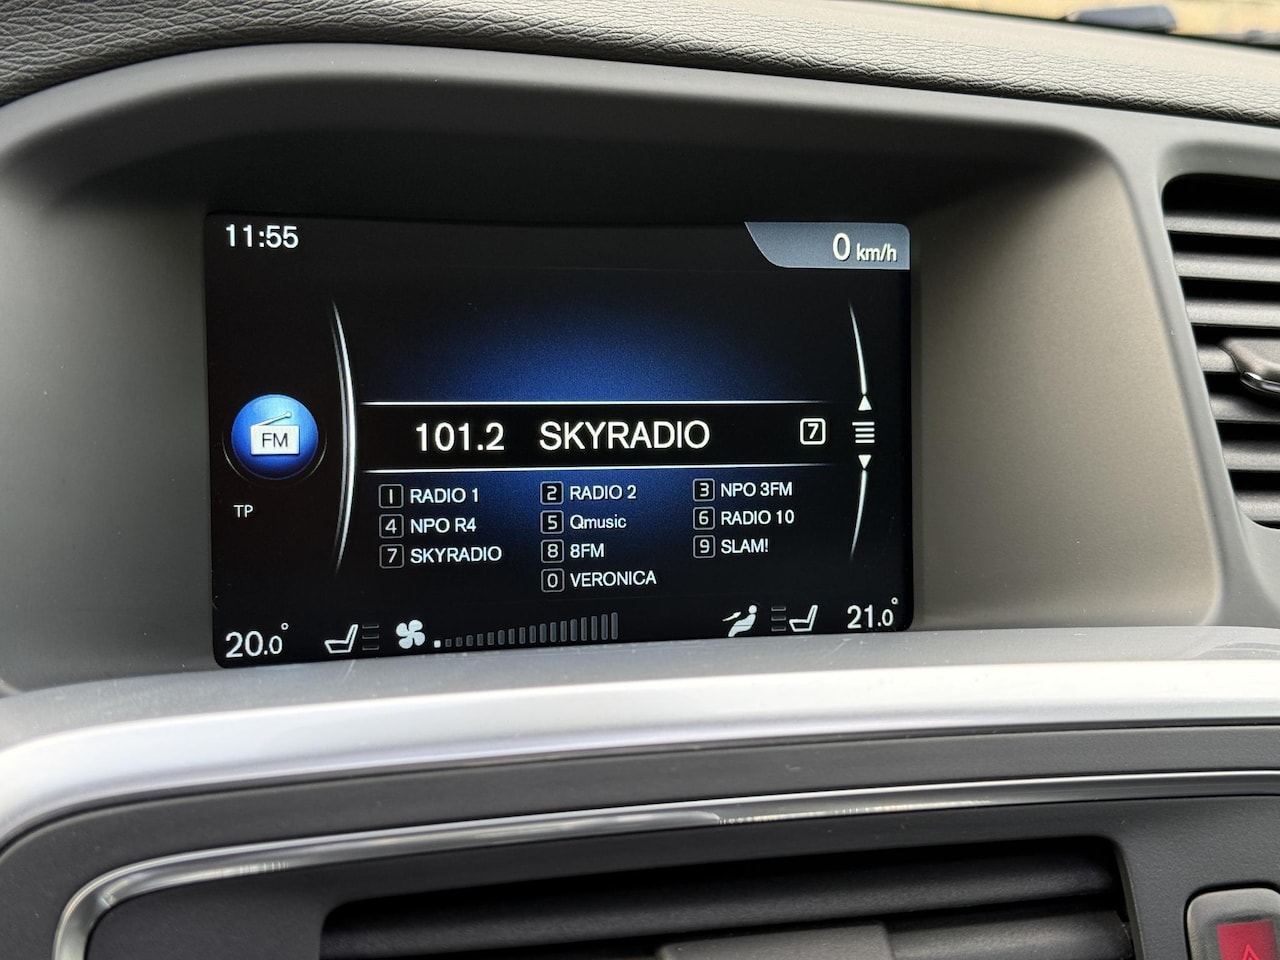 11:55
0 km/h
FM
101.2 SKYRADIO 7
TP
1 RADIO 1 2 RADIO 2 3 NPO 3FM
4 NPO R4 5 Qmusic 6 RADIO 10
7 SKYRADIO 8 8FM 9 SLAM!
0 VERONICA
20.0° 21.0°